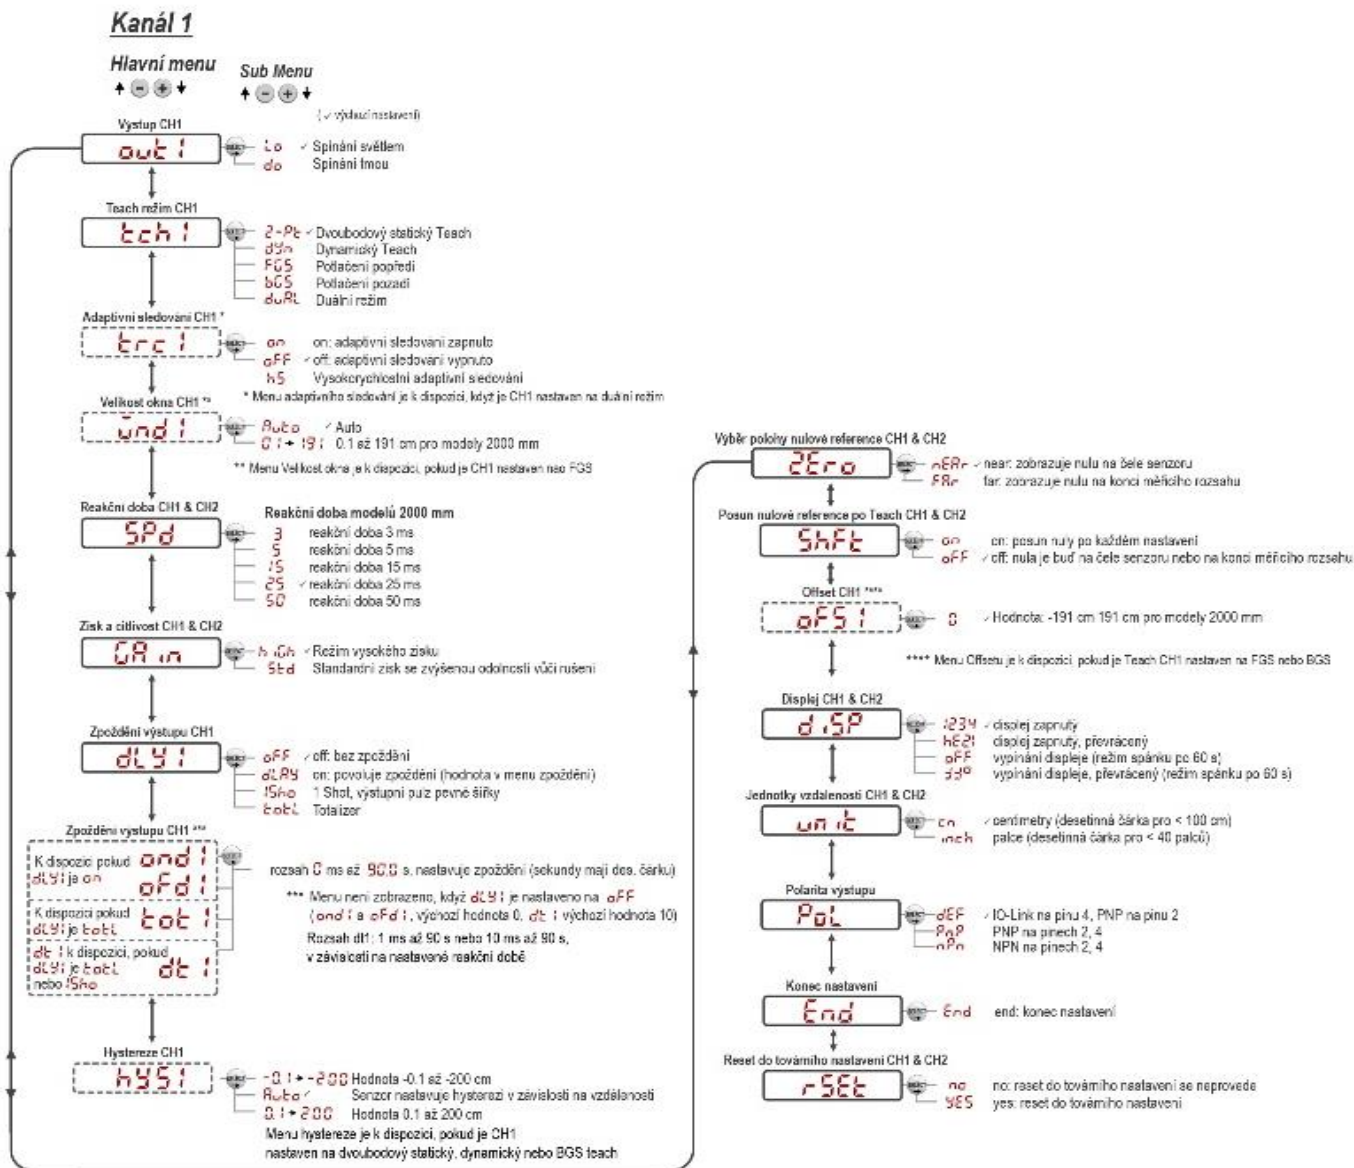 Kanál 1
Hlavní menu
Sub Menu
( ✓ výchozí nastavení)
Výstup CH1
out1
Lo ✓ Spínání světlem
do Spínání tmou
Teach režim CH1
tch1
2-Pt ✓ Dvoubodový statický Teach
dYn Dynamický Teach
FGS Potlačení popředí
bGS Potlačení pozadí
duAL Duální režim
Adaptivní sledování CH1 *
trc1
on on: adaptivní sledování zapnuto
oFF ✓ off: adaptivní sledování vypnuto
hS Vysokorychlostní adaptivní sledování
* Menu adaptivního sledování je k dispozici, když je CH1 nastaven na duální režim
Velikost okna CH1 **
Auto ✓ Auto
0.1 → 191 0.1 až 191 cm pro modely 2000 mm
** Menu Velikost okna je k dispozici, pokud je CH1 nastaven nao FGS
Reakční doba CH1 & CH2
SPd
Reakční doba modelů 2000 mm
3 reakční doba 3 ms
5 reakční doba 5 ms
15 reakční doba 15 ms
25 ✓ reakční doba 25 ms
50 reakční doba 50 ms
Zisk a citlivost CH1 & CH2
GAin
hiGh ✓ Režim vysokého zisku
Std Standardní zisk se zvýšenou odolností vůči rušení
Zpoždění výstupu CH1
dLY1
oFF ✓ off: bez zpoždění
dLAY on: povoluje zpoždění (hodnota v menu zpoždění)
1Sho 1 Shot, výstupní pulz pevné šířky
totL Totalizer
Zpoždění výstupu CH1 ***
K dispozici pokud dLY1 je on
ond1
oFd1
K dispozici pokud dLY1 je totL
tot1
dt1 k dispozici, pokud dLY1 je totL nebo 1Sho
dt1
rozsah 0 ms až 90.0 s, nastavuje zpoždění (sekundy mají des. čárku)
*** Menu není zobrazeno, když dLY1 je nastaveno na oFF
(ond1 a oFd1, výchozí hodnota 0, dt1 výchozí hodnota 10)
Rozsah dt1: 1 ms až 90 s nebo 10 ms až 90 s,
v závislosti na nastavené reakční době
Hystereze CH1
hYS1
-0.1 → -200 Hodnota -0.1 až -200 cm
Auto ✓ Senzor nastavuje hysterezi v závislosti na vzdálenosti
0.1 → 200 Hodnota 0.1 až 200 cm
Menu hystereze je k dispozici, pokud je CH1
nastaven na dvoubodový statický, dynamický nebo BGS teach
Výběr polohy nulové reference CH1 & CH2
2Ero
nEAr ✓ near: zobrazuje nulu na čele senzoru
FAr far: zobrazuje nulu na konci měřicího rozsahu
Posun nulové reference po Teach CH1 & CH2
ShFt
on on: posun nuly po každém nastavení
oFF ✓ off: nula je buď na čele senzoru nebo na konci měřicího rozsahu
Offset CH1 ****
oFS1
0 ✓ Hodnota: -191 cm 191 cm pro modely 2000 mm
**** Menu Offsetu je k dispozici, pokud je Teach CH1 nastaven na FGS nebo BGS
Displej CH1 & CH2
diSP
1234 ✓ displej zapnutý
displej zapnutý, převrácený
oFF vypínání displeje (režim spánku po 60 s)
vypínání displeje, převrácený (režim spánku po 60 s)
Jednotky vzdálenosti CH1 & CH2
unit
cn ✓ centimetry (desetinná čárka pro < 100 cm)
inch palce (desetinná čárka pro < 40 palců)
Polarita výstupu
PoL
dEF ✓ IO-Link na pinu 4, PNP na pinu 2
PnP PNP na pinech 2, 4
nPn NPN na pinech 2, 4
Konec nastavení
End
End end: konec nastavení
Reset do továrního nastavení CH1 & CH2
rSEt
no no: reset do továrního nastavení se neprovede
YES yes: reset do továrního nastavení